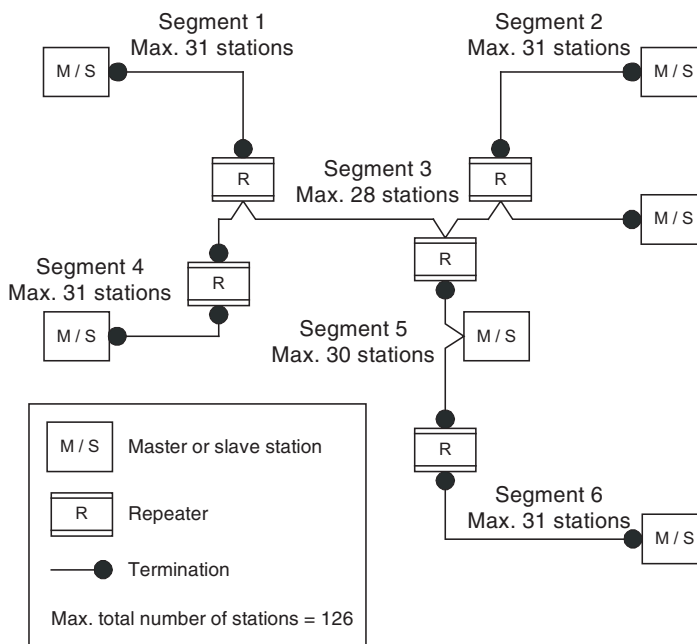 Segment 1
Max. 31 stations
Segment 2
Max. 31 stations
M / S
M / S
R
Segment 3
Max. 28 stations
R
M / S
Segment 4
Max. 31 stations
R
R
M / S
Segment 5
Max. 30 stations
M / S
M / S Master or slave station
R
R Repeater
Segment 6
Max. 31 stations
M / S
Termination
Max. total number of stations = 126